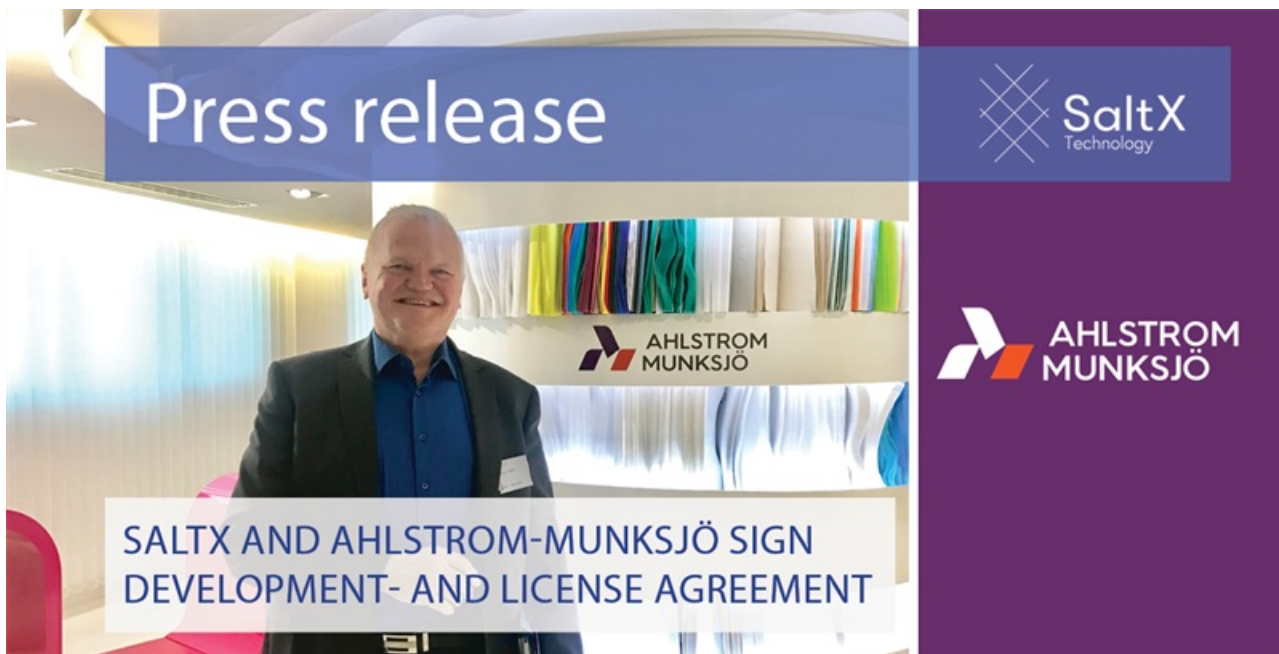 Press release
SaltX
Technology
AHLSTROM
MUNKSJÖ
AHLSTROM
MUNKSJÖ
SALTX AND AHLSTROM-MUNKSJÖ SIGN
DEVELOPMENT- AND LICENSE AGREEMENT